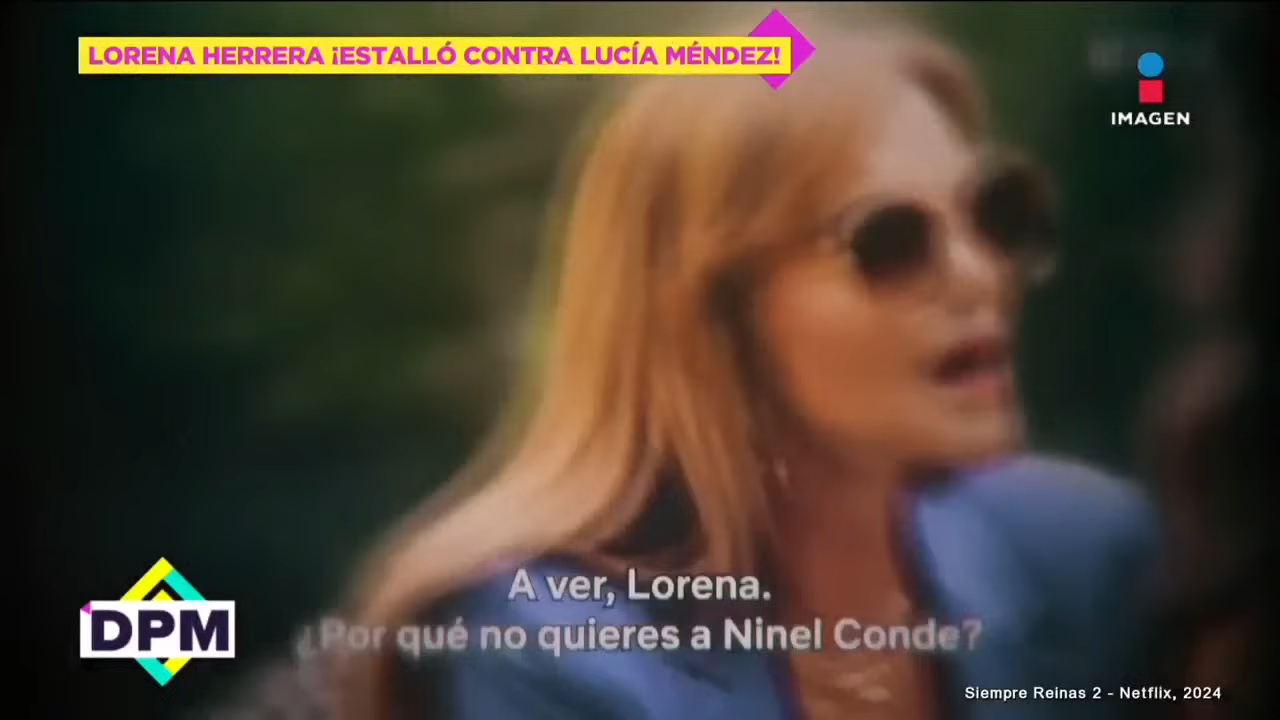 LORENA HERRERA ¡ESTALLÓ CONTRA LUCÍA MÉNDEZ!
IMAGEN
A ver, Lorena.
¿Por qué no quieres a Ninel Conde?
DPM
Siempre Reinas 2 - Netflix, 2024